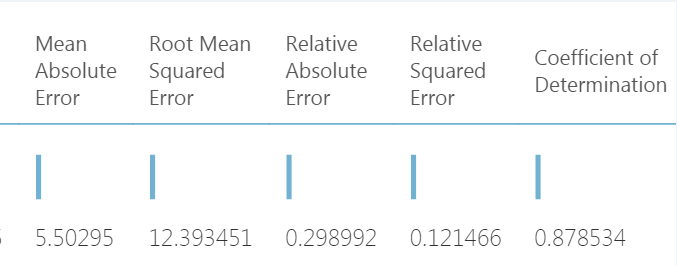 Mean Absolute Error
Root Mean Squared Error
Relative Absolute Error
Relative Squared Error
Coefficient of Determination
5.50295 12.393451 0.298992 0.121466 0.878534